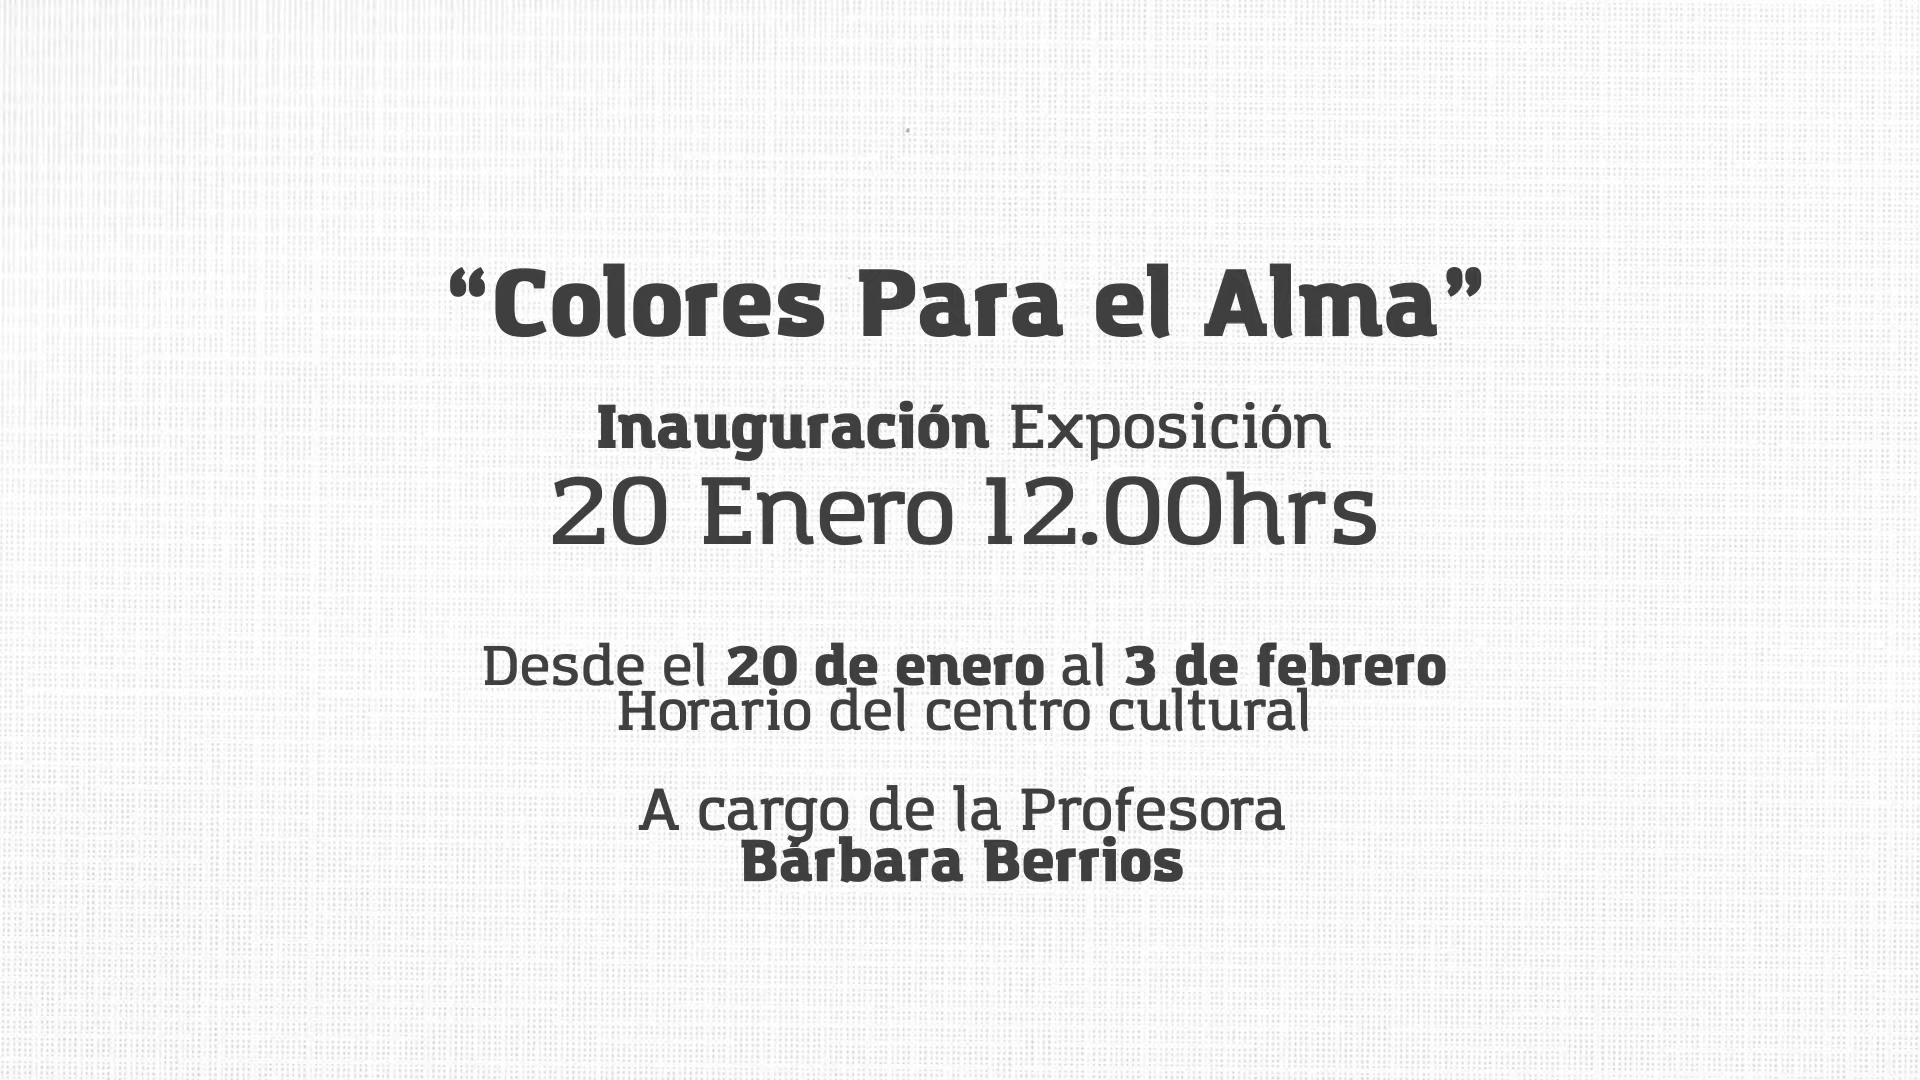 “Colores Para el Alma”
Inauguración Exposición
20 Enero 12.00hrs
Desde el 20 de enero al 3 de febrero
Horario del centro cultural
A cargo de la Profesora
Bárbara Berrios